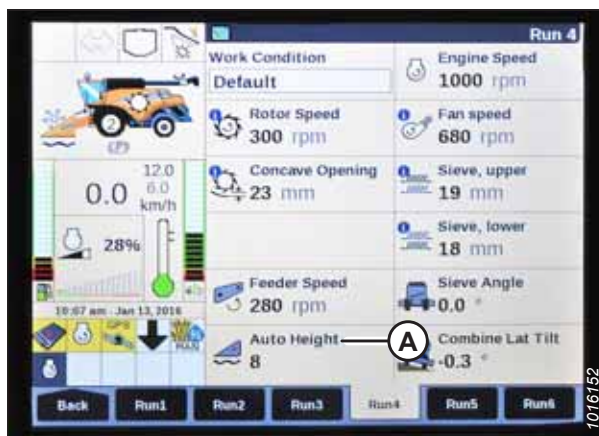 Run 4
Work Condition
Default
Engine Speed
1000 rpm
Rotor Speed
300 rpm
Fan speed
680 rpm
Concave Opening
23 mm
Sieve, upper
19 mm
Sieve, lower
18 mm
Feeder Speed
280 rpm
Sieve Angle
0.0 °
Auto Height
8
A
Combine Lat Tilt
-0.3 °
2
(P)
0.0
12.0
6.0
km/h
28%
10:07 am Jan 13, 2016
GPS
MAN
Back
Run1
Run2
Run3
Run4
Run5
Run6
1016152